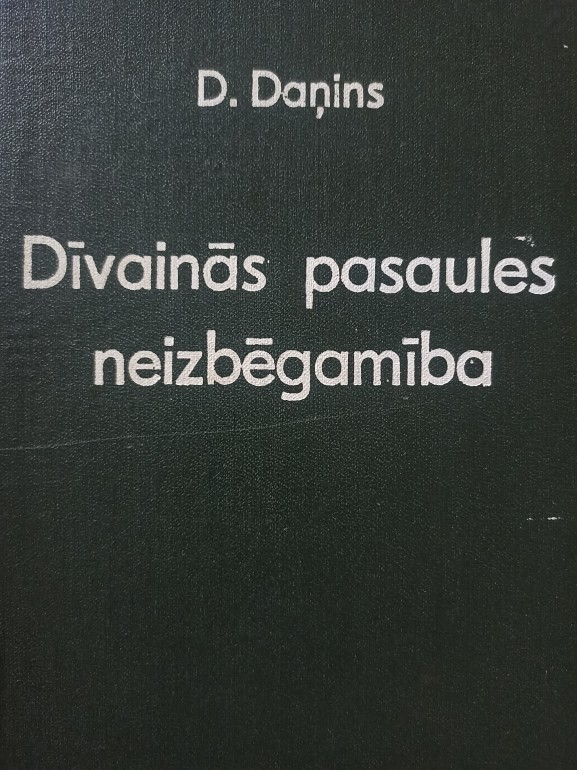 D. Daņins
Dīvainās pasaules
neizbēgamība